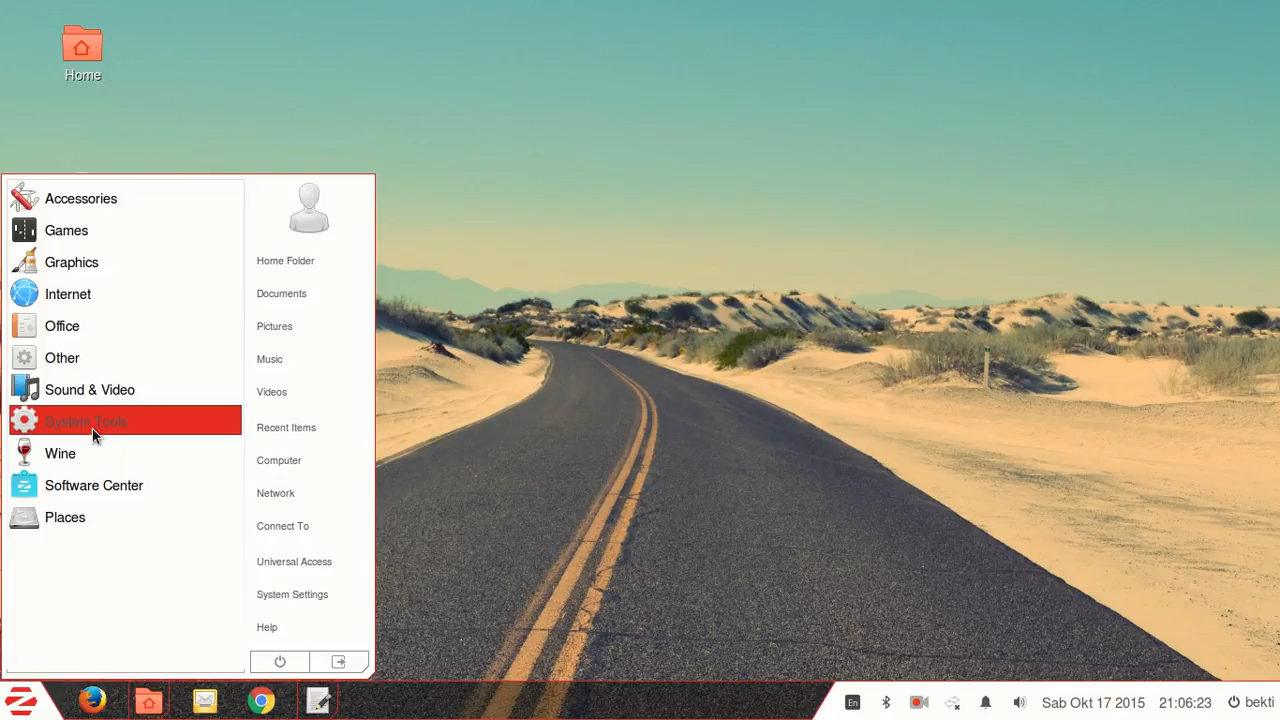 Home
Accessories
Games
Graphics
Internet
Office
Other
Sound & Video
System Tools
Wine
Software Center
Places
Home Folder
Documents
Pictures
Music
Videos
Recent Items
Computer
Network
Connect To
Universal Access
System Settings
Help
En
Sab Okt 17 2015
21:06:23
bekti